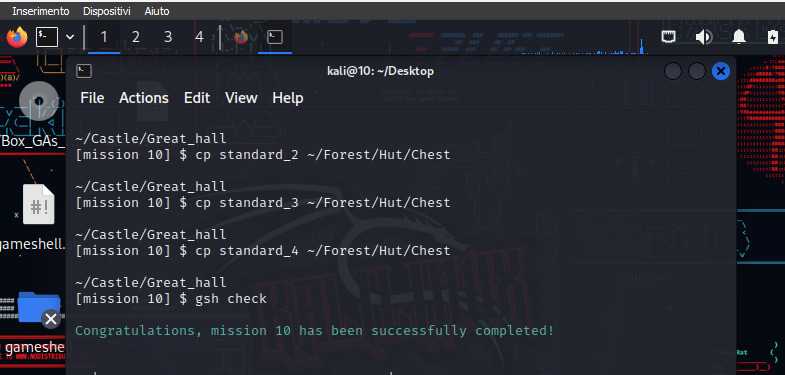 Inserimento Dispositivi Aiuto
1 2 3 4
kali@10: ~/Desktop
File Actions Edit View Help
~/Castle/Great_hall
[mission 10] $ cp standard_2 ~/Forest/Hut/Chest
~/Castle/Great_hall
[mission 10] $ cp standard_3 ~/Forest/Hut/Chest
~/Castle/Great_hall
[mission 10] $ cp standard_4 ~/Forest/Hut/Chest
~/Castle/Great_hall
[mission 10] $ gsh check
Congratulations, mission 10 has been successfully completed!
Box_GAs_
#!
gameshell.
gameshe